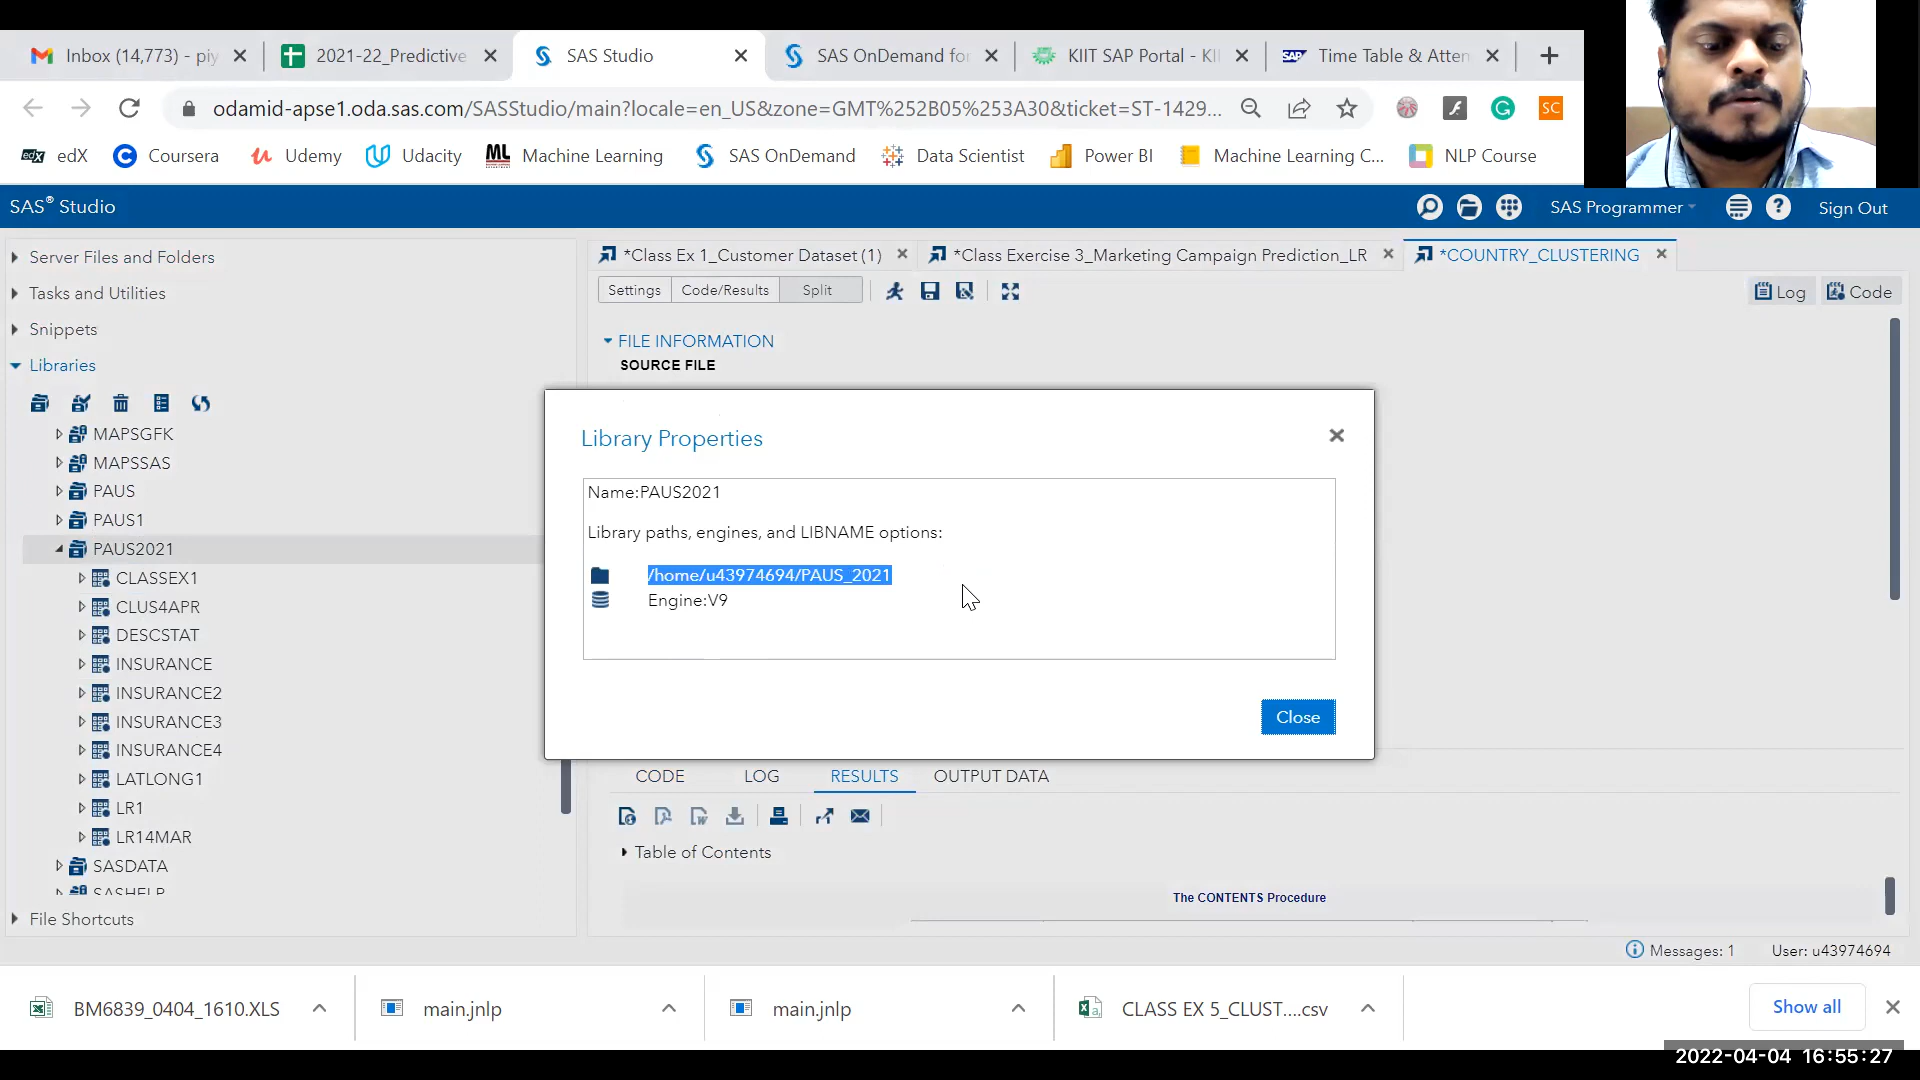 Inbox (14,773) - piy
2021-22_Predictive
SAS Studio
SAS OnDemand for
KIIT SAP Portal - KI
Time Table & Atten
odamid-apse1.oda.sas.com/SASStudio/main?locale=en_US&zone=GMT%252B05%253A30&ticket=ST-1429...
SC
edX
Coursera
Udemy
Udacity
ML
Machine Learning
SAS OnDemand
Data Scientist
Power BI
Machine Learning C...
NLP Course
SAS® Studio
SAS Programmer
Sign Out
Server Files and Folders
Tasks and Utilities
Snippets
Libraries
MAPSGFK
MAPSSAS
PAUS
PAUS1
PAUS2021
CLASSEX1
CLUS4APR
DESCSTAT
INSURANCE
INSURANCE2
INSURANCE3
INSURANCE4
LATLONG1
LR1
LR14MAR
SASDATA
SASHELP
File Shortcuts
*Class Ex 1_Customer Dataset (1)
*Class Exercise 3_Marketing Campaign Prediction_LR
*COUNTRY_CLUSTERING
Settings
Code/Results
Split
Log
Code
FILE INFORMATION
SOURCE FILE
Library Properties
Name:PAUS2021
Library paths, engines, and LIBNAME options:
/home/u43974694/PAUS_2021
Engine:V9
Close
CODE
LOG
RESULTS
OUTPUT DATA
Table of Contents
The CONTENTS Procedure
Messages: 1
User: u43974694
BM6839_0404_1610.XLS
main.jnlp
main.jnlp
CLASS EX 5_CLUST....csv
Show all
2022-04-04 16:55:27